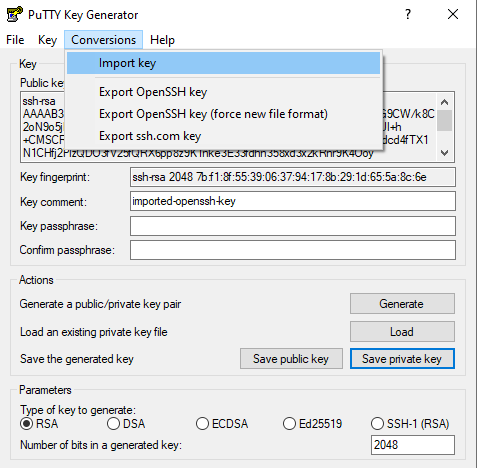 PuTTY Key Generator
File Key Conversions Help
Import key
Export OpenSSH key
Export OpenSSH key (force new file format)
Export ssh.com key
Key
Public key
ssh-rsa
Key fingerprint: ssh-rsa 2048 7b:f1:8f:55:39:06:37:94:17:8b:29:1d:65:5a:8c:6e
Key comment: imported-openssh-key
Key passphrase:
Confirm passphrase:
Actions
Generate a public/private key pair Generate
Load an existing private key file Load
Save the generated key Save public key Save private key
Parameters
Type of key to generate:
RSA DSA ECDSA Ed25519 SSH-1 (RSA)
Number of bits in a generated key: 2048